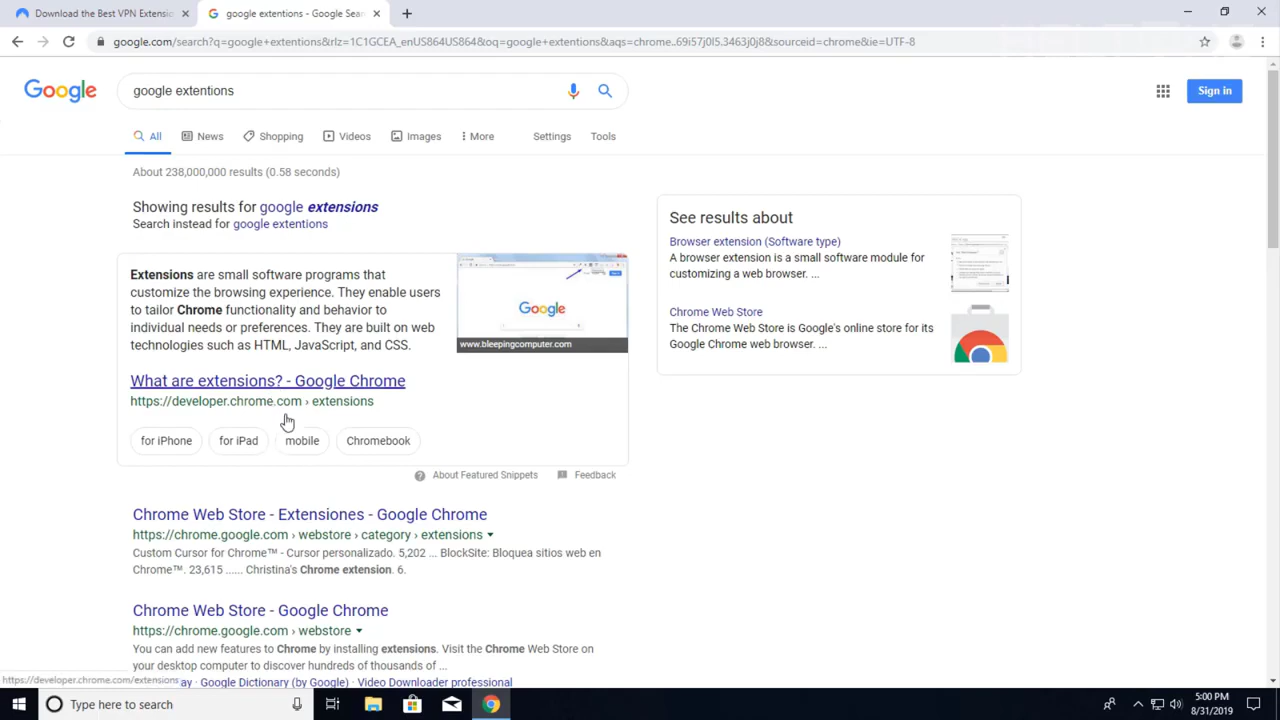 Download the Best VPN Extensio
google extentions - Google Sear
google.com/search?q=google+extentions&rlz=1C1GCEA_enUS864US864&oq=google+extentions&aqs=chrome..69i57j0l5.3463j0j8&sourceid=chrome&ie=UTF-8
Google
google extentions
Sign in
All News Shopping Videos Images More Settings Tools
About 238,000,000 results (0.58 seconds)
Showing results for google extensions
Search instead for google extentions
Extensions are small software programs that
customize the browsing experience. They enable users
to tailor Chrome functionality and behavior to
individual needs or preferences. They are built on web
technologies such as HTML, JavaScript, and CSS.
Google
www.bleepingcomputer.com
What are extensions? - Google Chrome
https://developer.chrome.com › extensions
for iPhone for iPad mobile Chromebook
About Featured Snippets Feedback
See results about
Browser extension (Software type)
A browser extension is a small software module for
customizing a web browser. ...
Chrome Web Store
The Chrome Web Store is Google's online store for its
Google Chrome web browser. ...
Chrome Web Store - Extensiones - Google Chrome
https://chrome.google.com › webstore › category › extensions
Custom Cursor for Chrome™ - Cursor personalizado. 5,202 ... BlockSite: Bloquea sitios web en
Chrome™. 23,615 ...... Christina's Chrome extension. 6.
Chrome Web Store - Google Chrome
https://chrome.google.com › webstore
You can add new features to Chrome by installing extensions. Visit the Chrome Web Store on
your desktop computer to discover hundreds of thousands of ...
https://developer.chrome.com/extensions
ay · Google Dictionary (by Google) · Video Downloader professional
Type here to search
5:00 PM
8/31/2019